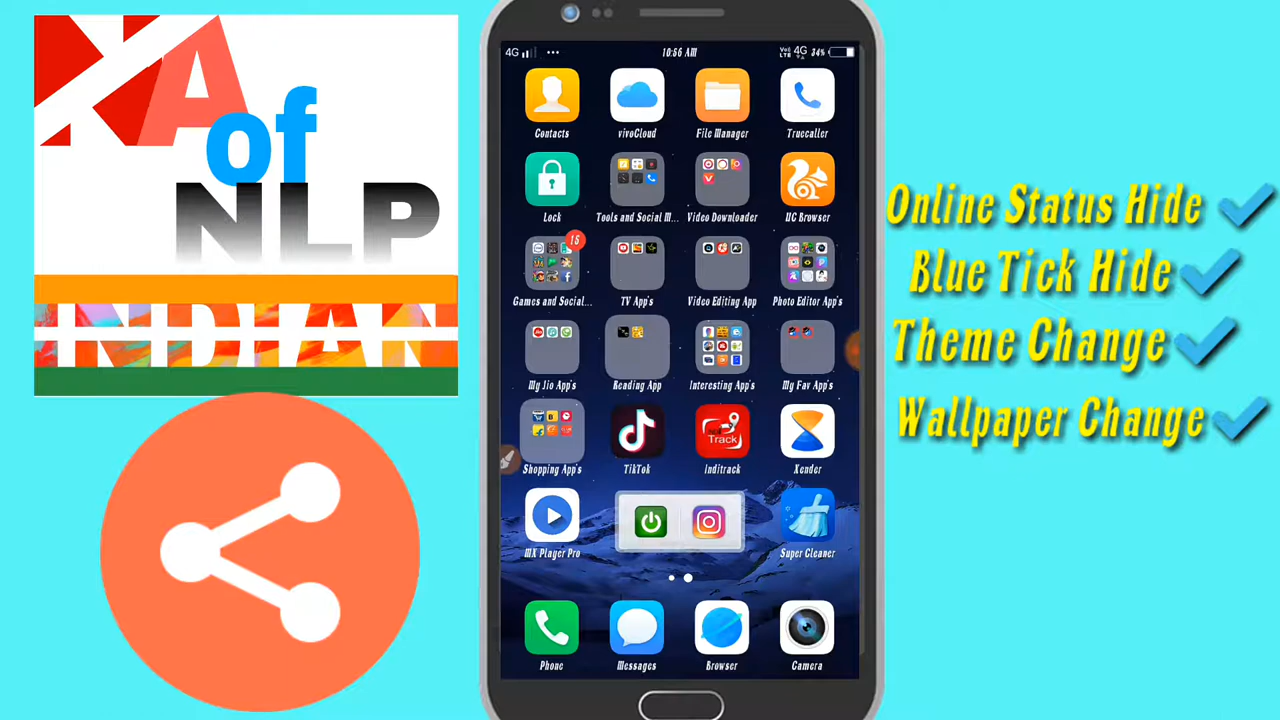 XA
of
NLP
INDIAN
4G
10:56 AM
VoLTE 4G 34%
Contacts
vivoCloud
File Manager
Truecaller
Lock
Tools and Social M...
Video Downloader
UC Browser
15
Games and Social...
TV App's
Video Editing App
Photo Editor App's
My Jio App's
Reading App
Interesting App's
My Fav App's
Shopping App's
TikTok
Inditrack
Xender
Track
MX Player Pro
Super Cleaner
Phone
Messages
Browser
Camera
Online Status Hide
Blue Tick Hide
Theme Change
Wallpaper Change